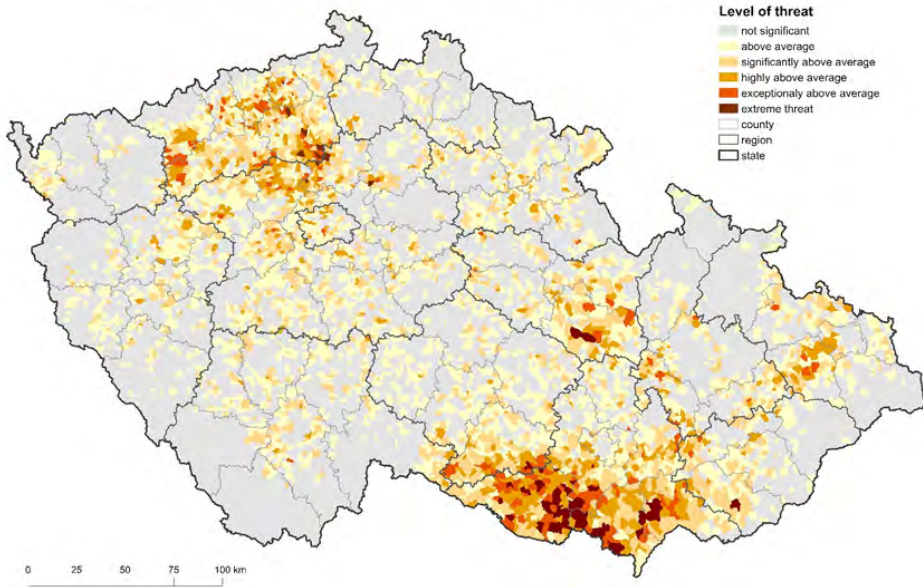 Level of threat
not significant
above average
significantly above average
highly above average
exceptionaly above average
extreme threat
county
region
state
0 25 50 75 100 km